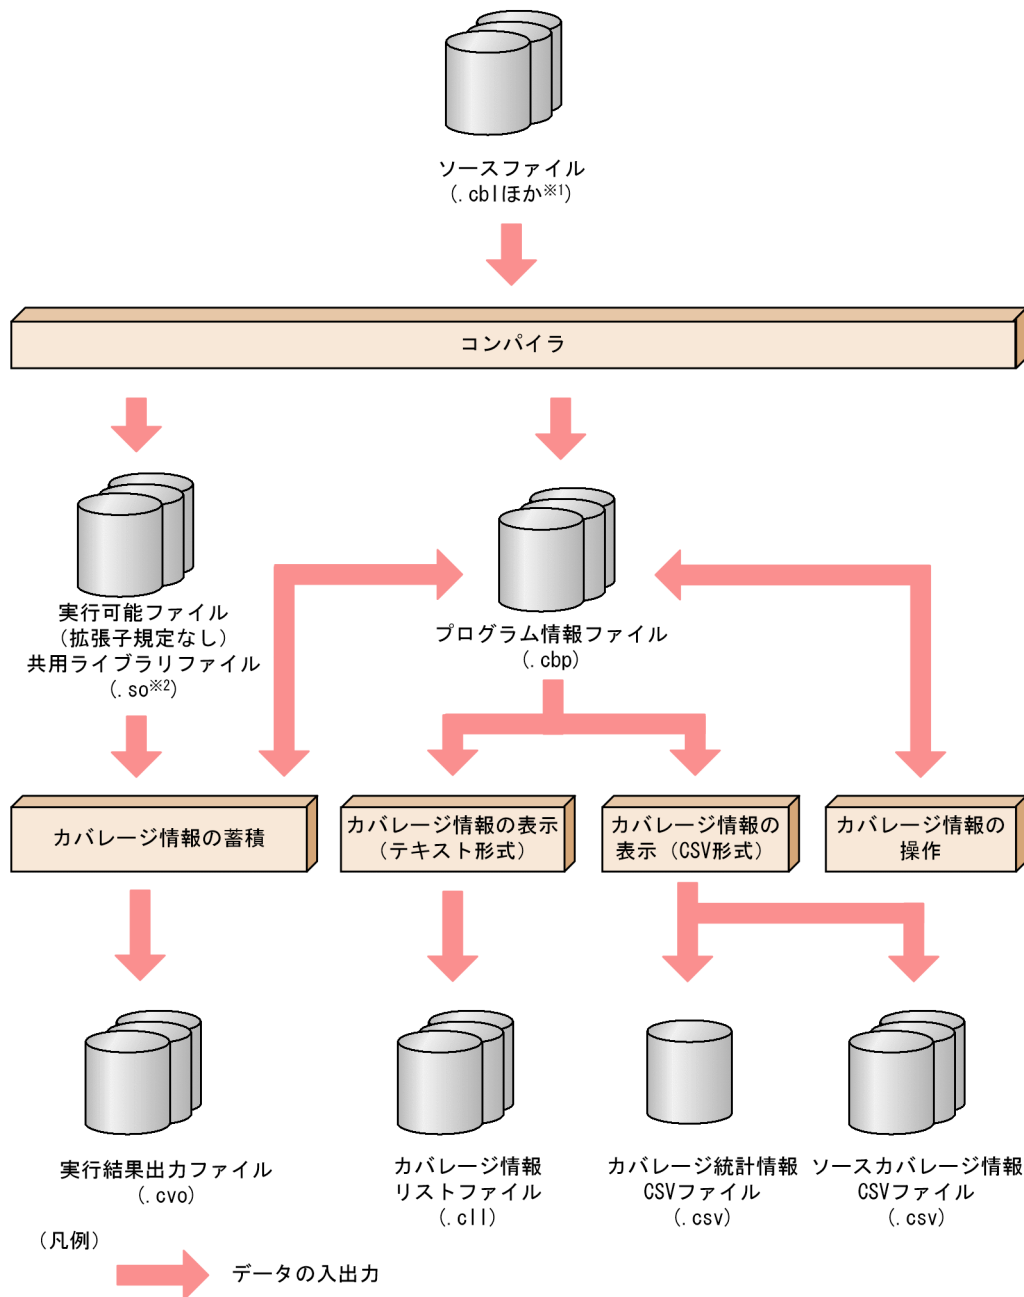 ソースファイル
(.cblほか※1)
コンパイラ
実行可能ファイル
(拡張子規定なし)
共用ライブラリファイル
(.so※2)
プログラム情報ファイル
(.cbp)
カバレージ情報の蓄積
カバレージ情報の表示
(テキスト形式)
カバレージ情報の
表示(CSV形式)
カバレージ情報の
操作
実行結果出力ファイル
(.cvo)
カバレージ情報
リストファイル
(.cll)
カバレージ統計情報
CSVファイル
(.csv)
ソースカバレージ情報
CSVファイル
(.csv)
(凡例)
データの入出力